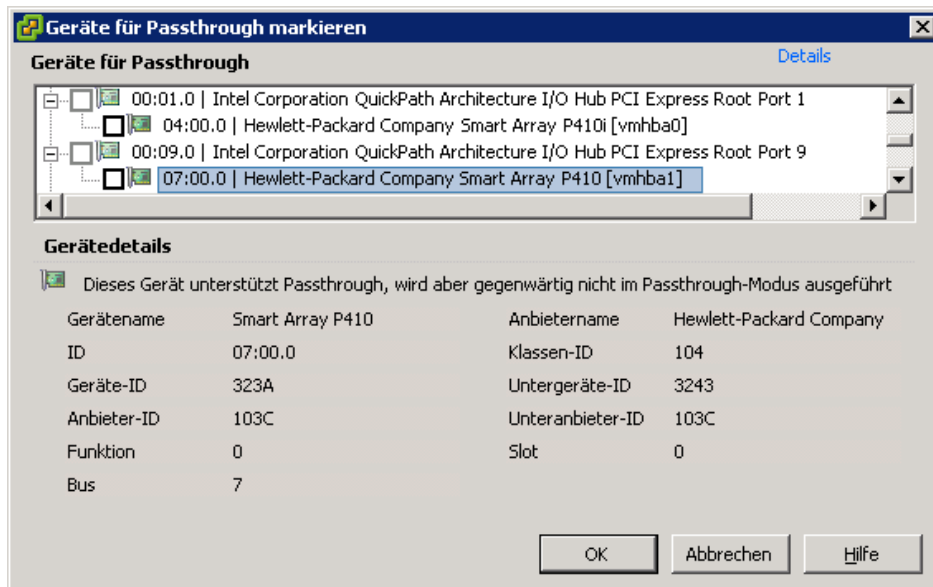 Geräte für Passthrough markieren
Geräte für Passthrough
Details
00:01.0 | Intel Corporation QuickPath Architecture I/O Hub PCI Express Root Port 1
04:00.0 | Hewlett-Packard Company Smart Array P410i [vmhba0]
00:09.0 | Intel Corporation QuickPath Architecture I/O Hub PCI Express Root Port 9
07:00.0 | Hewlett-Packard Company Smart Array P410 [vmhba1]
Gerätedetails
Dieses Gerät unterstützt Passthrough, wird aber gegenwärtig nicht im Passthrough-Modus ausgeführt
Gerätename Smart Array P410 Anbietername Hewlett-Packard Company
ID 07:00.0 Klassen-ID 104
Geräte-ID 323A Untergeräte-ID 3243
Anbieter-ID 103C Unteranbieter-ID 103C
Funktion 0 Slot 0
Bus 7
OK Abbrechen Hilfe